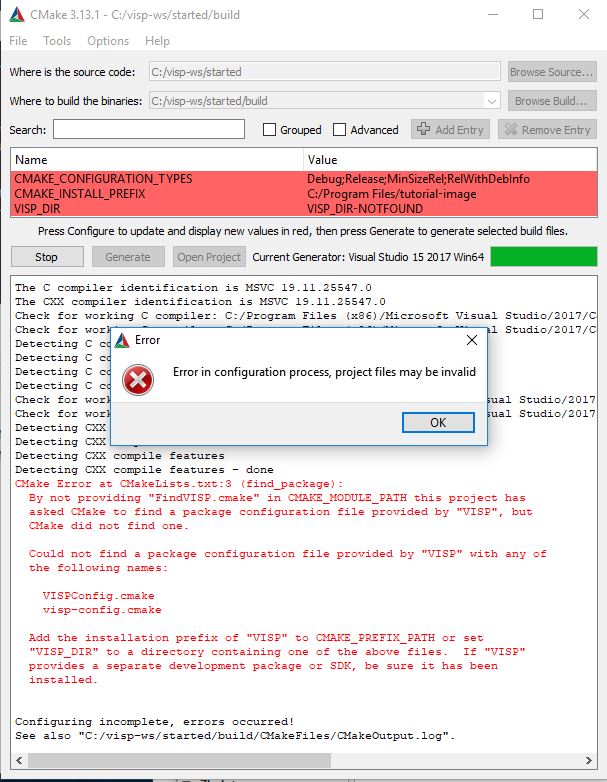 CMake 3.13.1 - C:/visp-ws/started/build
File Tools Options Help
Where is the source code: C:/visp-ws/started Browse Source...
Where to build the binaries: C:/visp-ws/started/build Browse Build...
Search: Grouped Advanced Add Entry Remove Entry
Name Value
CMAKE_CONFIGURATION_TYPES Debug;Release;MinSizeRel;RelWithDebInfo
CMAKE_INSTALL_PREFIX C:/Program Files/tutorial-image
VISP_DIR VISP_DIR-NOTFOUND
Press Configure to update and display new values in red, then press Generate to generate selected build files.
Stop Generate Open Project Current Generator: Visual Studio 15 2017 Win64
The C compiler identification is MSVC 19.11.25547.0
The CXX compiler identification is MSVC 19.11.25547.0
Check for working C compiler: C:/Program Files (x86)/Microsoft Visual Studio/2017/C
Check for work
Detecting C co
Detecting C co
Detecting C co
Detecting C co
Check for work sual Studio/2017
Check for work sual Studio/2017
Detecting CXX
Detecting CXX
Detecting CXX compile features
Detecting CXX compile features - done
Error
Error in configuration process, project files may be invalid
OK
CMake Error at CMakeLists.txt:3 (find_package):
By not providing "FindVISP.cmake" in CMAKE_MODULE_PATH this project has
asked CMake to find a package configuration file provided by "VISP", but
CMake did not find one.
Could not find a package configuration file provided by "VISP" with any of
the following names:
VISPConfig.cmake
visp-config.cmake
Add the installation prefix of "VISP" to CMAKE_PREFIX_PATH or set
"VISP_DIR" to a directory containing one of the above files.  If "VISP"
provides a separate development package or SDK, be sure it has been
installed.
Configuring incomplete, errors occurred!
See also "C:/visp-ws/started/build/CMakeFiles/CMakeOutput.log".